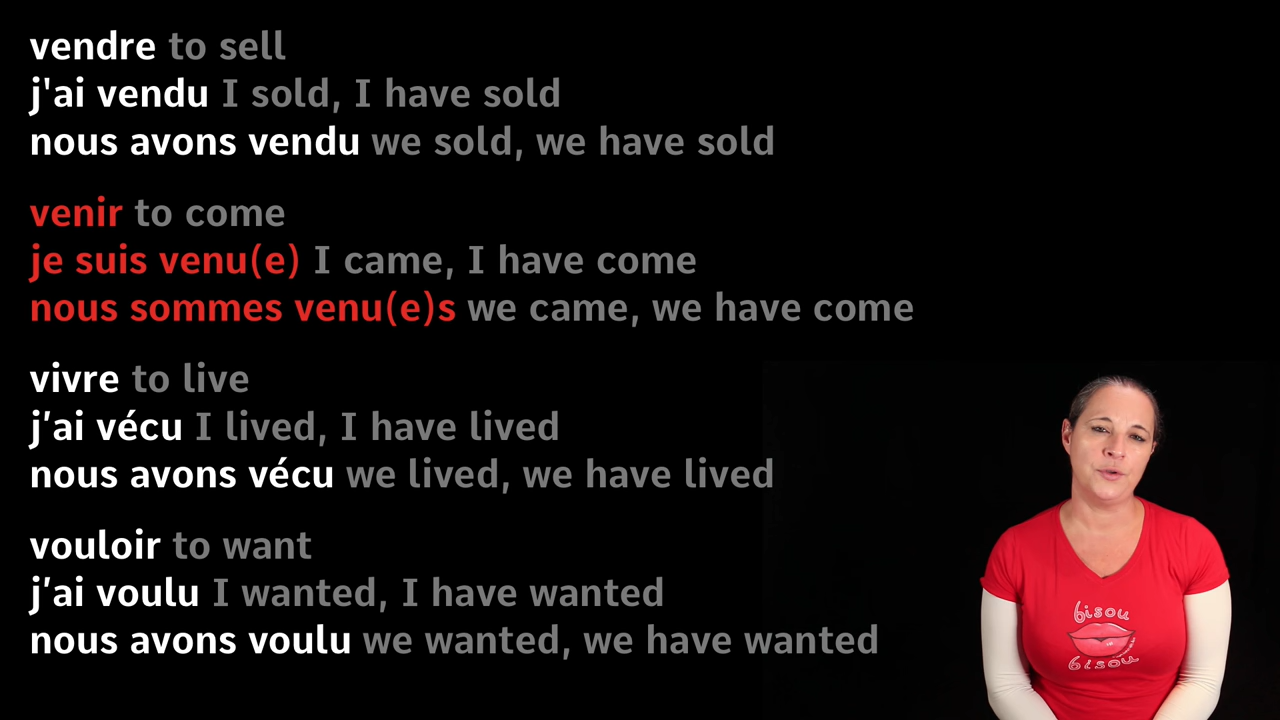 vendre to sell
j'ai vendu I sold, I have sold
nous avons vendu we sold, we have sold
venir to come
je suis venu(e) I came, I have come
nous sommes venu(e)s we came, we have come
vivre to live
j'ai vécu I lived, I have lived
nous avons vécu we lived, we have lived
vouloir to want
j'ai voulu I wanted, I have wanted
nous avons voulu we wanted, we have wanted
bisou
bisou